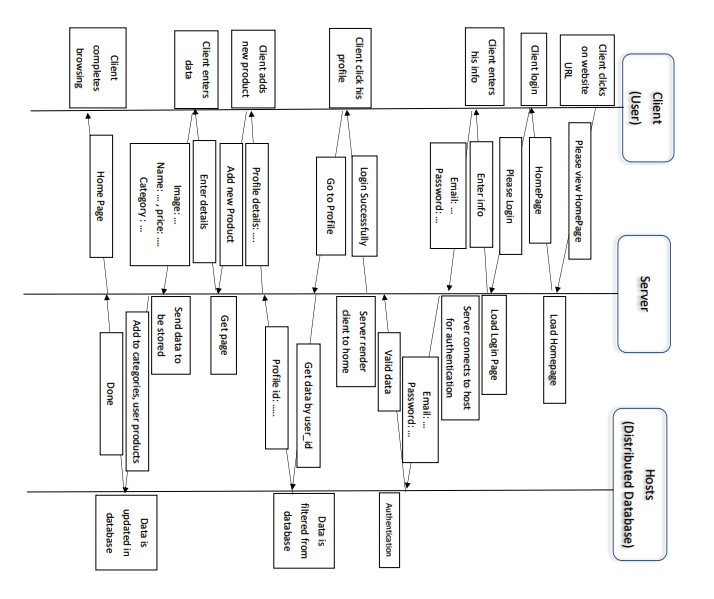 Client
(User)
Server
Hosts
(Distributed Database)
Client clicks
on website
URL
Please view HomePage
Load Homepage
HomePage
Client login
Please Login
Load Login Page
Enter info
Client enters
his info
Email: ...
Password: ...
Server connects to host
for authentication
Email: ...
Password: ...
Authentication
Valid data
Server render
client to home
Login Successfully
Client click his
profile
Go to Profile
Get data by user_id
Data is
filtered from
database
Profile id: .....
Profile details: ....
Client adds
new product
Add new Product
Get page
Enter details
Client enters
data
Image: ...
Name: ... , price: ....
Category : ...
Send data to
be stored
Add to categories, user products
Data is
updated in
database
Done
Home Page
Client
completes
browsing